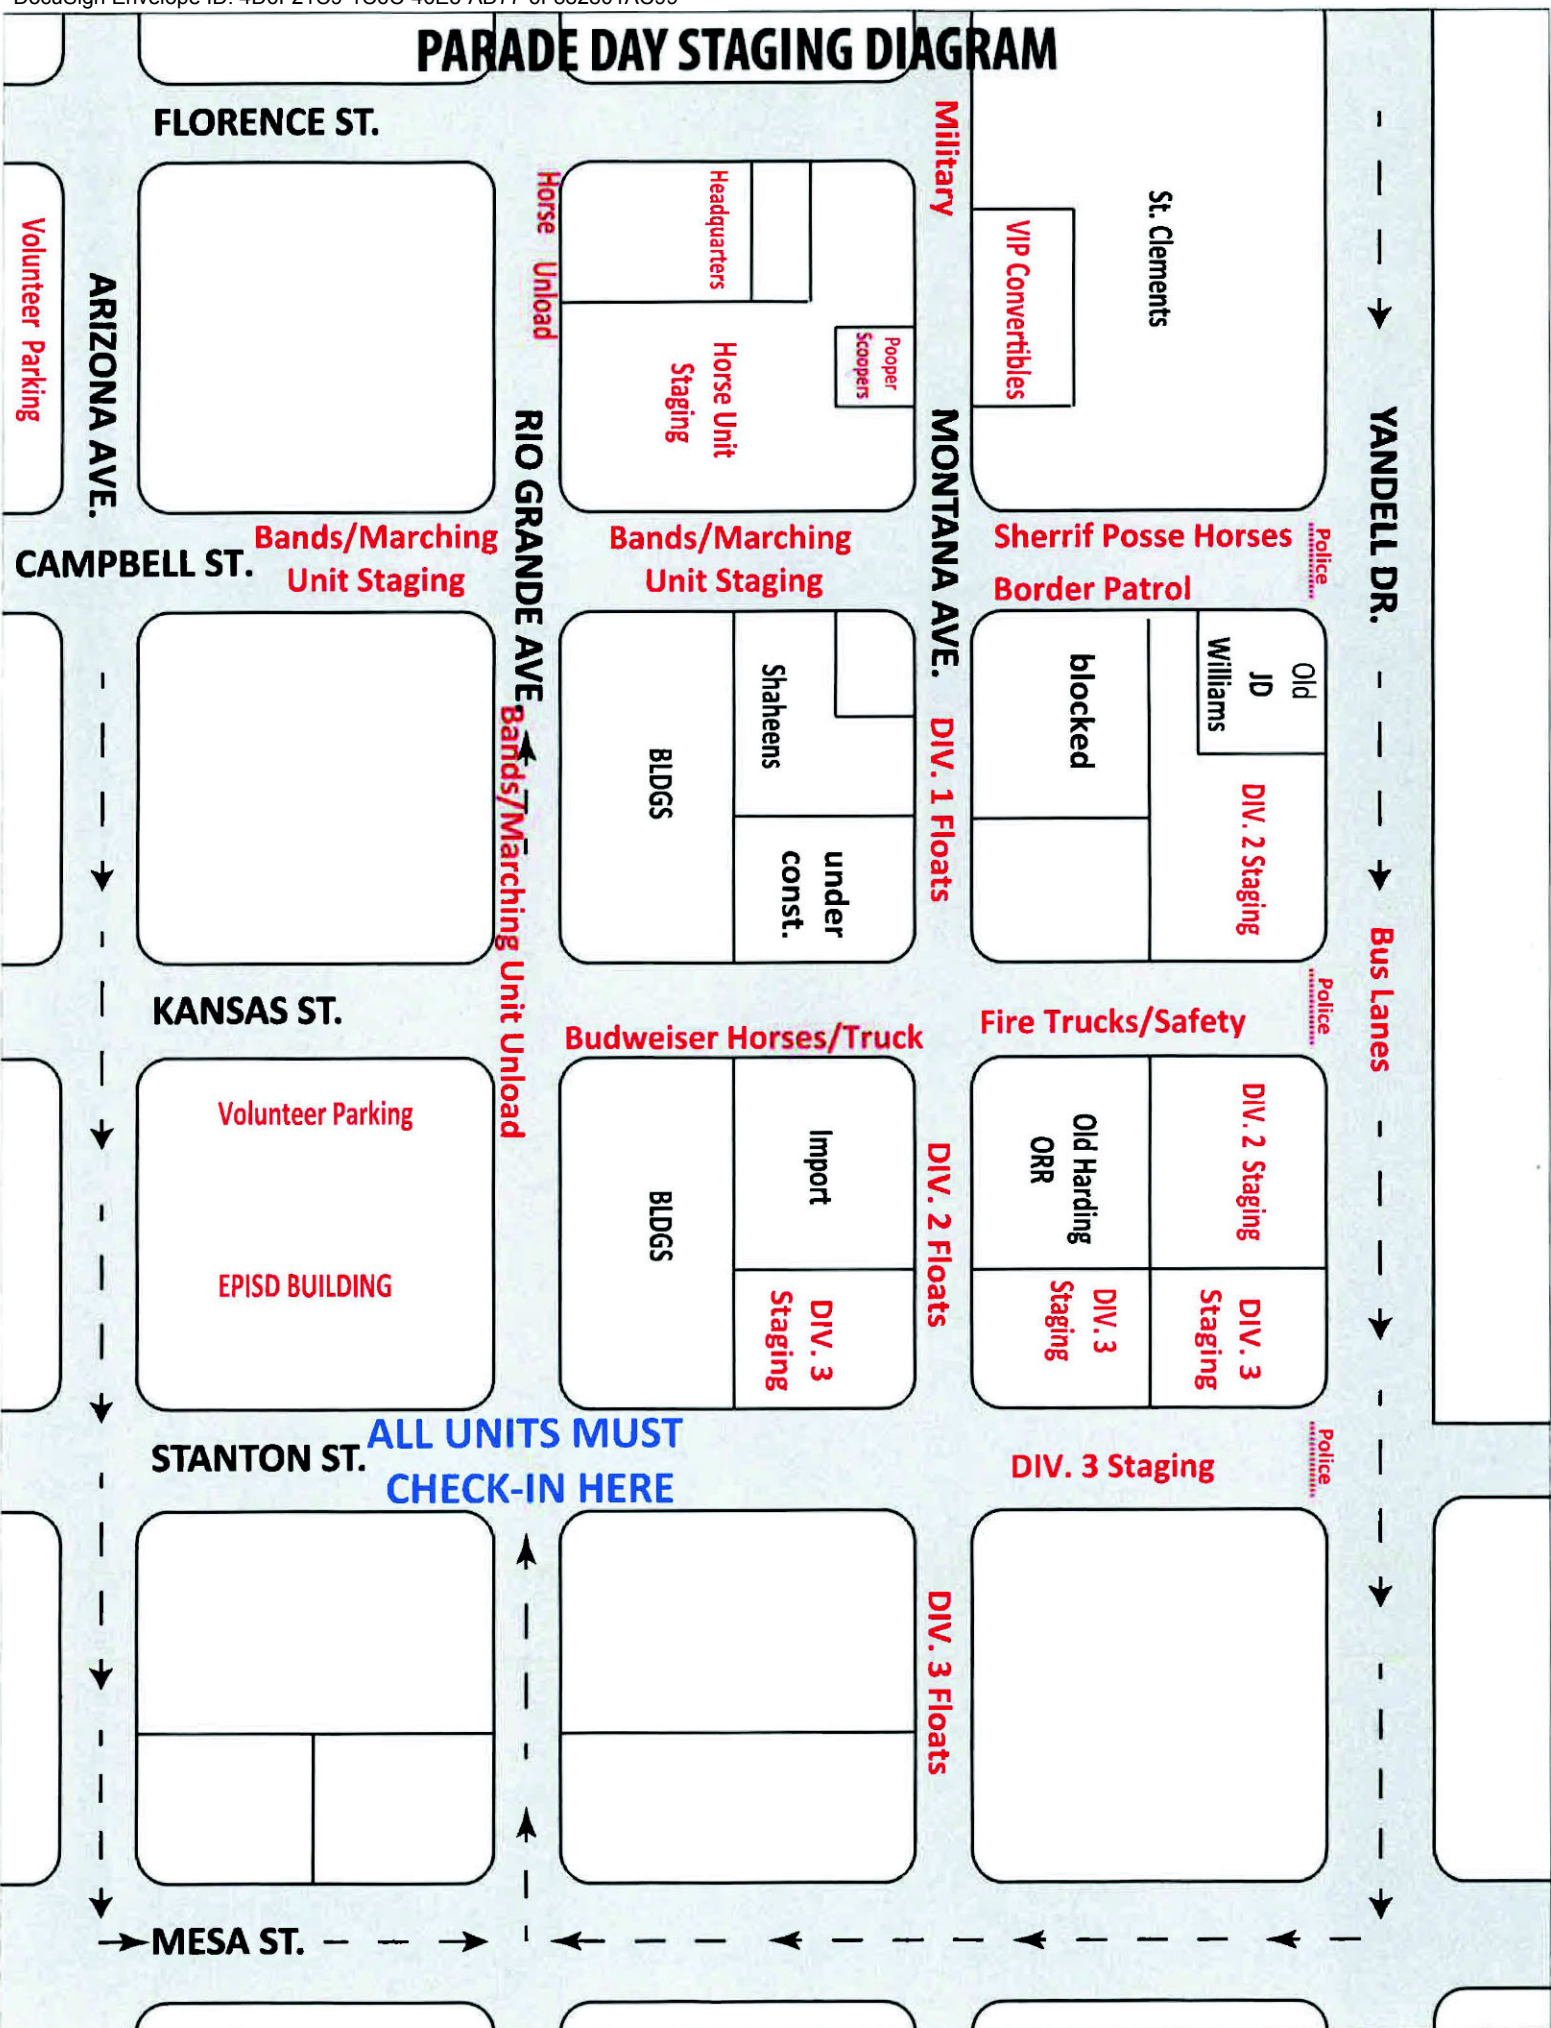 PARADE DAY STAGING DIAGRAM
FLORENCE ST.
Military
St. Clements
VIP Convertibles
Headquarters
Horse Unload
Volunteer Parking
ARIZONA AVE.
Pooper
Scoopers
Horse Unit
Staging
RIO GRANDE AVE.
MONTANA AVE.
YANDELL DR.
CAMPBELL ST.
Bands/Marching
Unit Staging
Bands/Marching
Unit Staging
Sherrif Posse Horses
Border Patrol
Police
Old
JD
Williams
blocked
Shaheens
BLDGS
DIV. 1 Floats
DIV. 2 Staging
under
const.
Bands/Marching Unit Unload
Bus Lanes
KANSAS ST.
Budweiser Horses/Truck
Fire Trucks/Safety
Police
Volunteer Parking
EPISD BUILDING
Import
BLDGS
DIV. 2 Floats
Old Harding
ORR
DIV. 2 Staging
DIV. 3
Staging
DIV. 3
Staging
DIV. 3
Staging
STANTON ST.
ALL UNITS MUST
CHECK-IN HERE
DIV. 3 Staging
Police
DIV. 3 Floats
MESA ST.